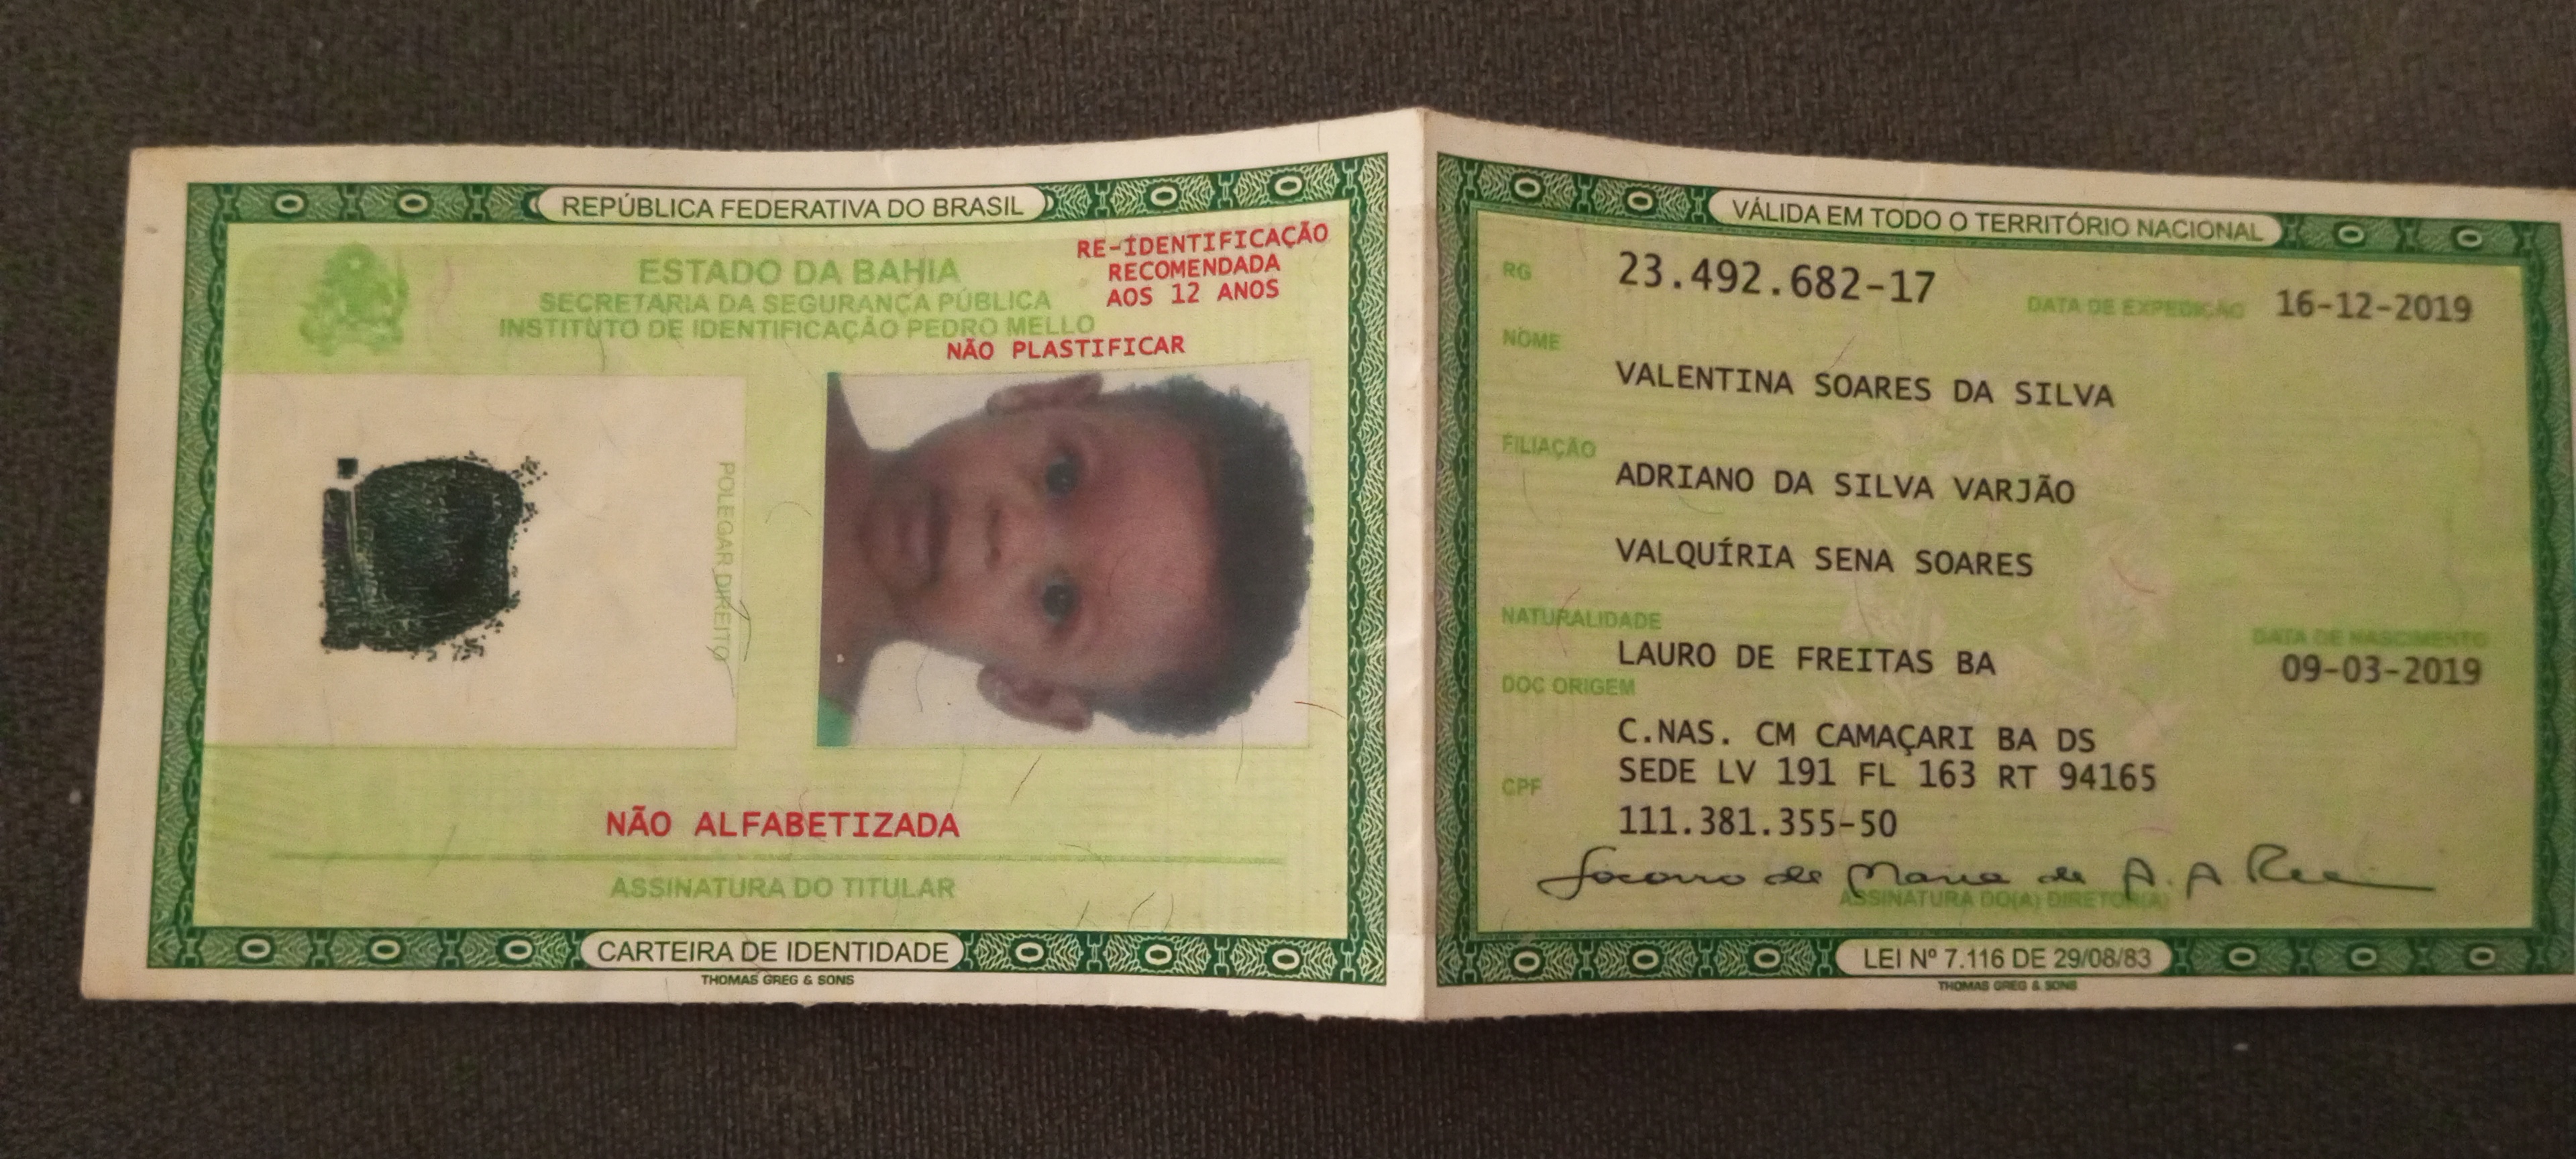 REPÚBLICA FEDERATIVA DO BRASIL
ESTADO DA BAHIA
SECRETARIA DA SEGURANÇA PÚBLICA
INSTITUTO DE IDENTIFICAÇÃO PEDRO MELLO
RE-IDENTIFICAÇÃO
RECOMENDADA
AOS 12 ANOS
NÃO PLASTIFICAR
POLEGAR DIREITO
NÃO ALFABETIZADA
ASSINATURA DO TITULAR
CARTEIRA DE IDENTIDADE
THOMAS GREG & SONS
VÁLIDA EM TODO O TERRITÓRIO NACIONAL
RG 23.492.682-17 DATA DE EXPEDIÇÃO 16-12-2019
NOME
VALENTINA SOARES DA SILVA
FILIAÇÃO
ADRIANO DA SILVA VARJÃO
VALQUÍRIA SENA SOARES
NATURALIDADE DATA DE NASCIMENTO
LAURO DE FREITAS BA 09-03-2019
DOC ORIGEM
C.NAS. CM CAMAÇARI BA DS
SEDE LV 191 FL 163 RT 94165
CPF
111.381.355-50
Socorro de Maria de A. A
ASSINATURA DO(A) DIRETOR(A)
LEI Nº 7.116 DE 29/08/83
THOMAS GREG & SONS